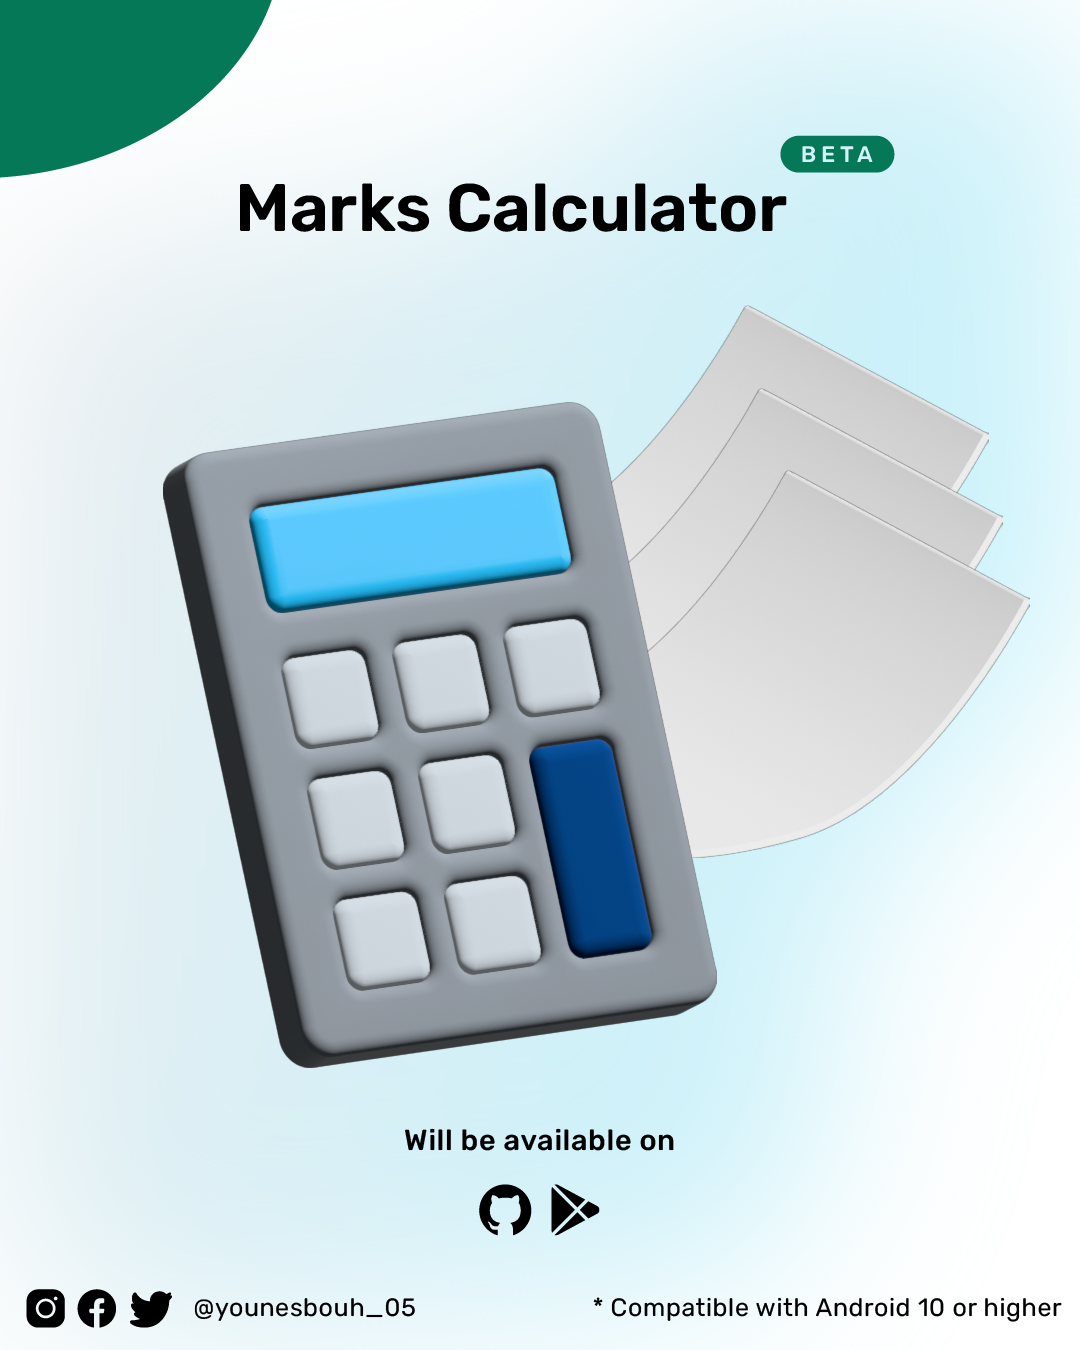 BETA
Marks Calculator
Will be available on
@younesbouh_05
* Compatible with Android 10 or higher